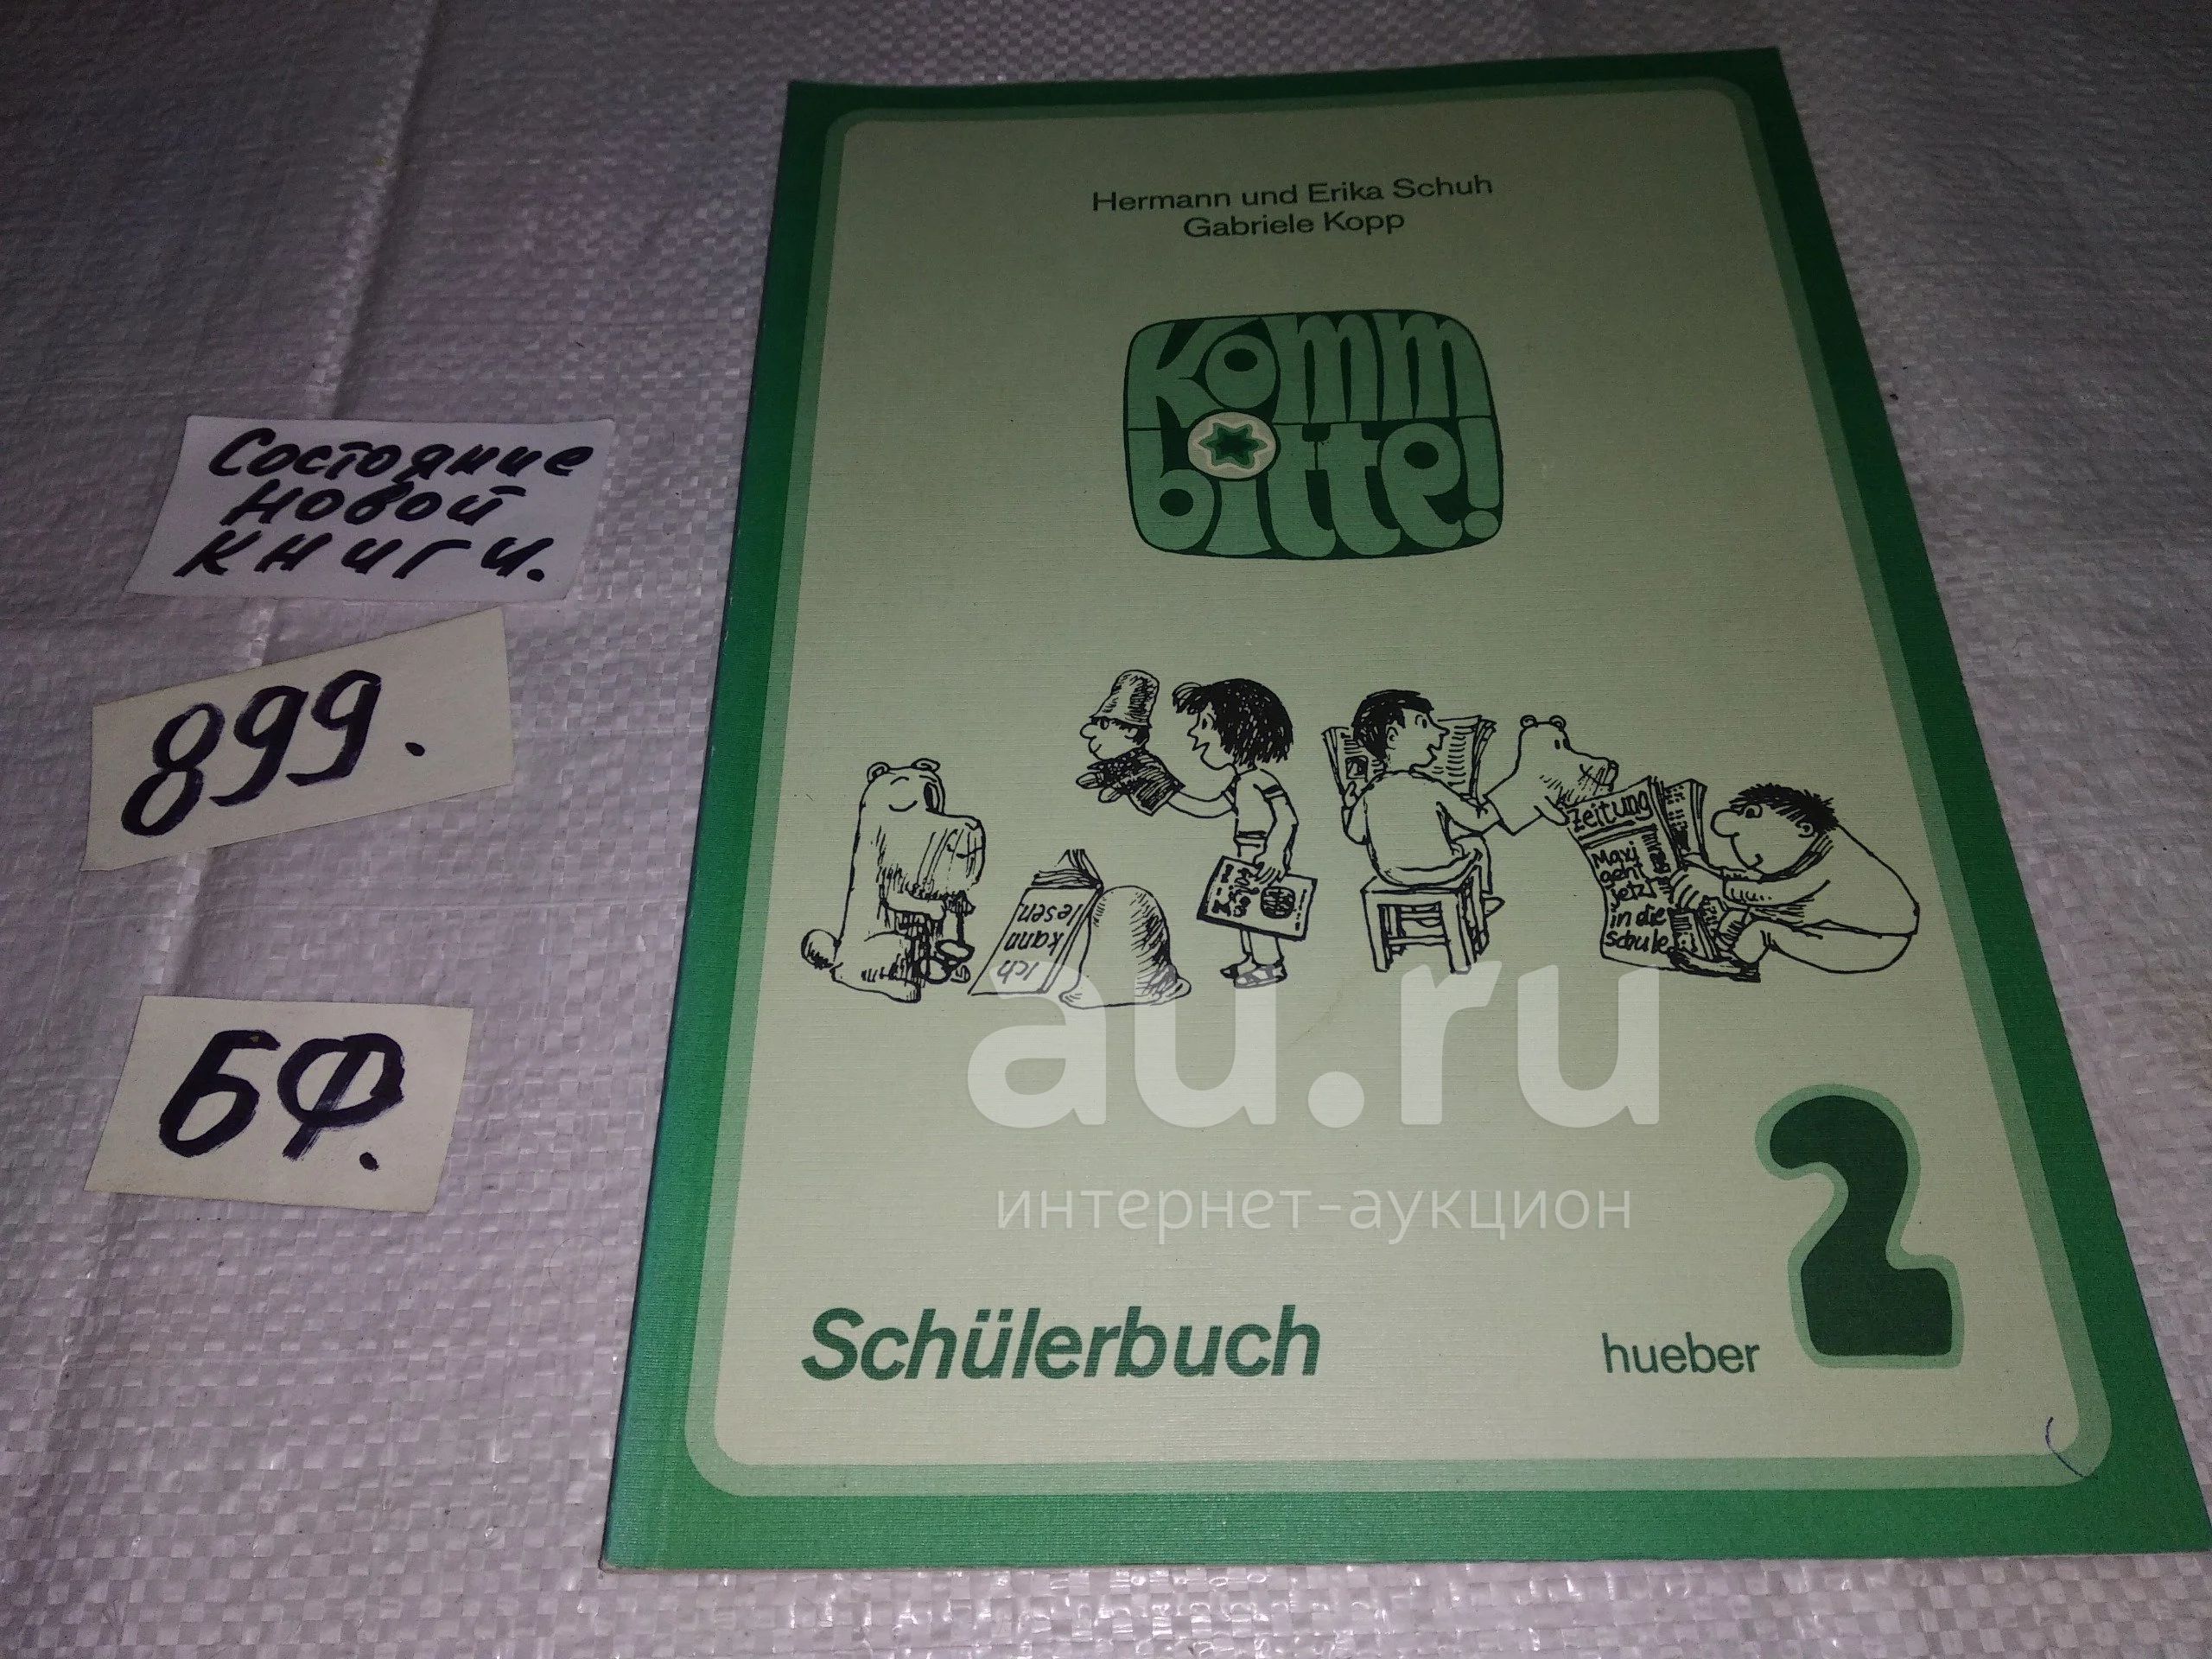 Состояние
новой
книги.
899.
БФ.
Hermann und Erika Schuh
Gabriele Kopp
Komm
bitte!
Ich
kann
lesen
Zeitung
Maxi
geht
jetzt
in die
Schule
au.ru
интернет-аукцион
Schülerbuch
hueber
2